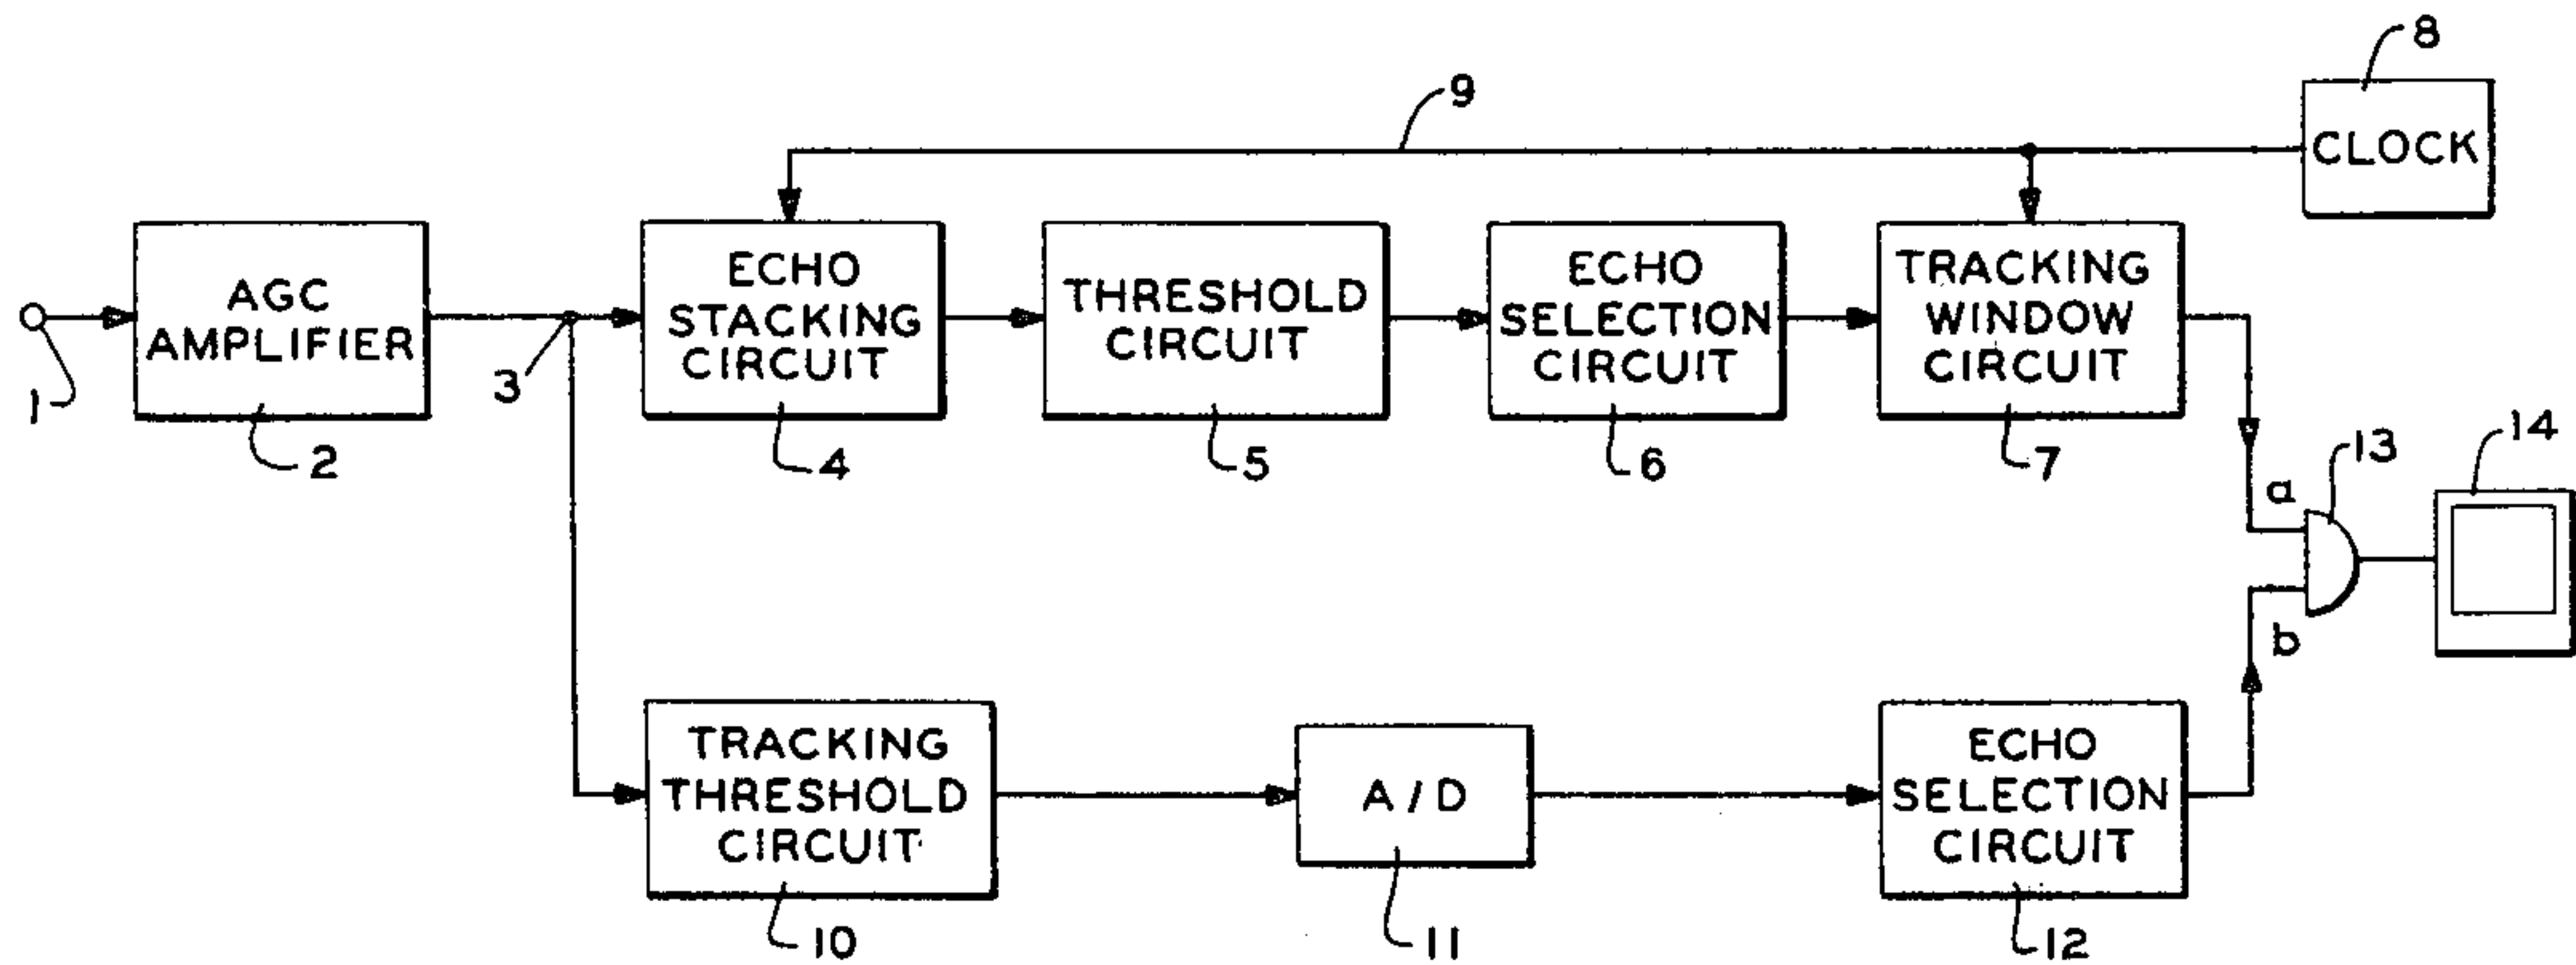 8
9
CLOCK
AGC
AMPLIFIER
ECHO
STACKING
CIRCUIT
THRESHOLD
CIRCUIT
ECHO
SELECTION
CIRCUIT
TRACKING
WINDOW
CIRCUIT
1
2
3
4
5
6
7
a
13
14
b
TRACKING
THRESHOLD
CIRCUIT
A/D
ECHO
SELECTION
CIRCUIT
10
11
12